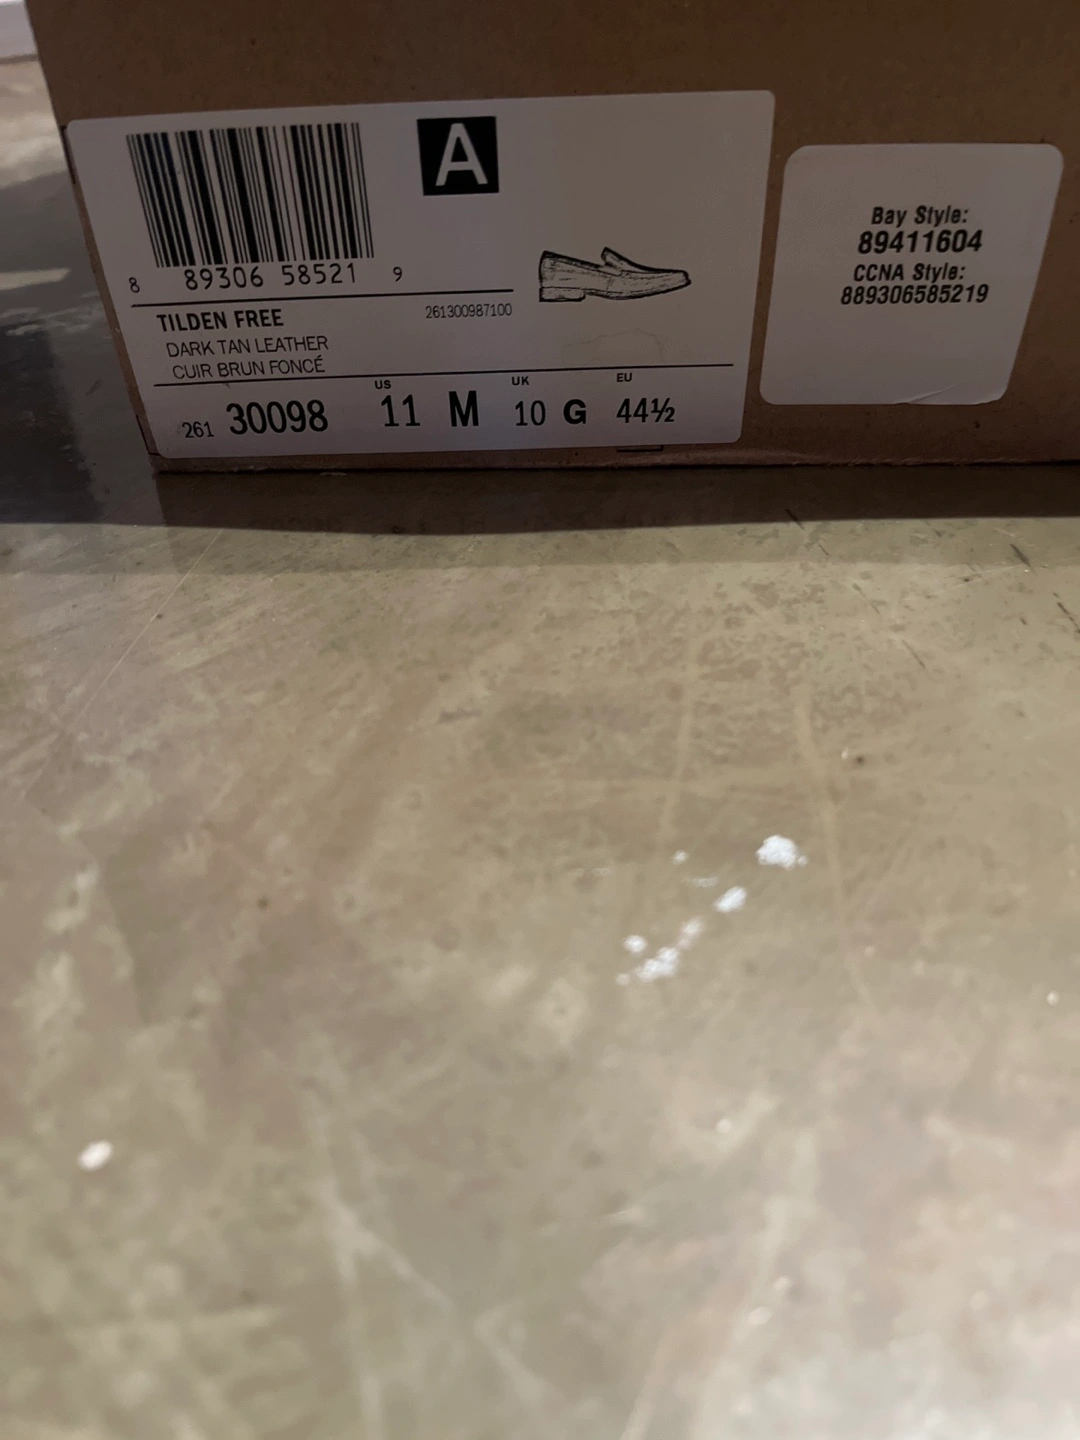 A
8 89306 58521 9
TILDEN FREE
261300987100
DARK TAN LEATHER
CUIR BRUN FONCÉ
US UK EU
261 30098 11 M 10 G 44½
Bay Style:
89411604
CCNA Style:
889306585219